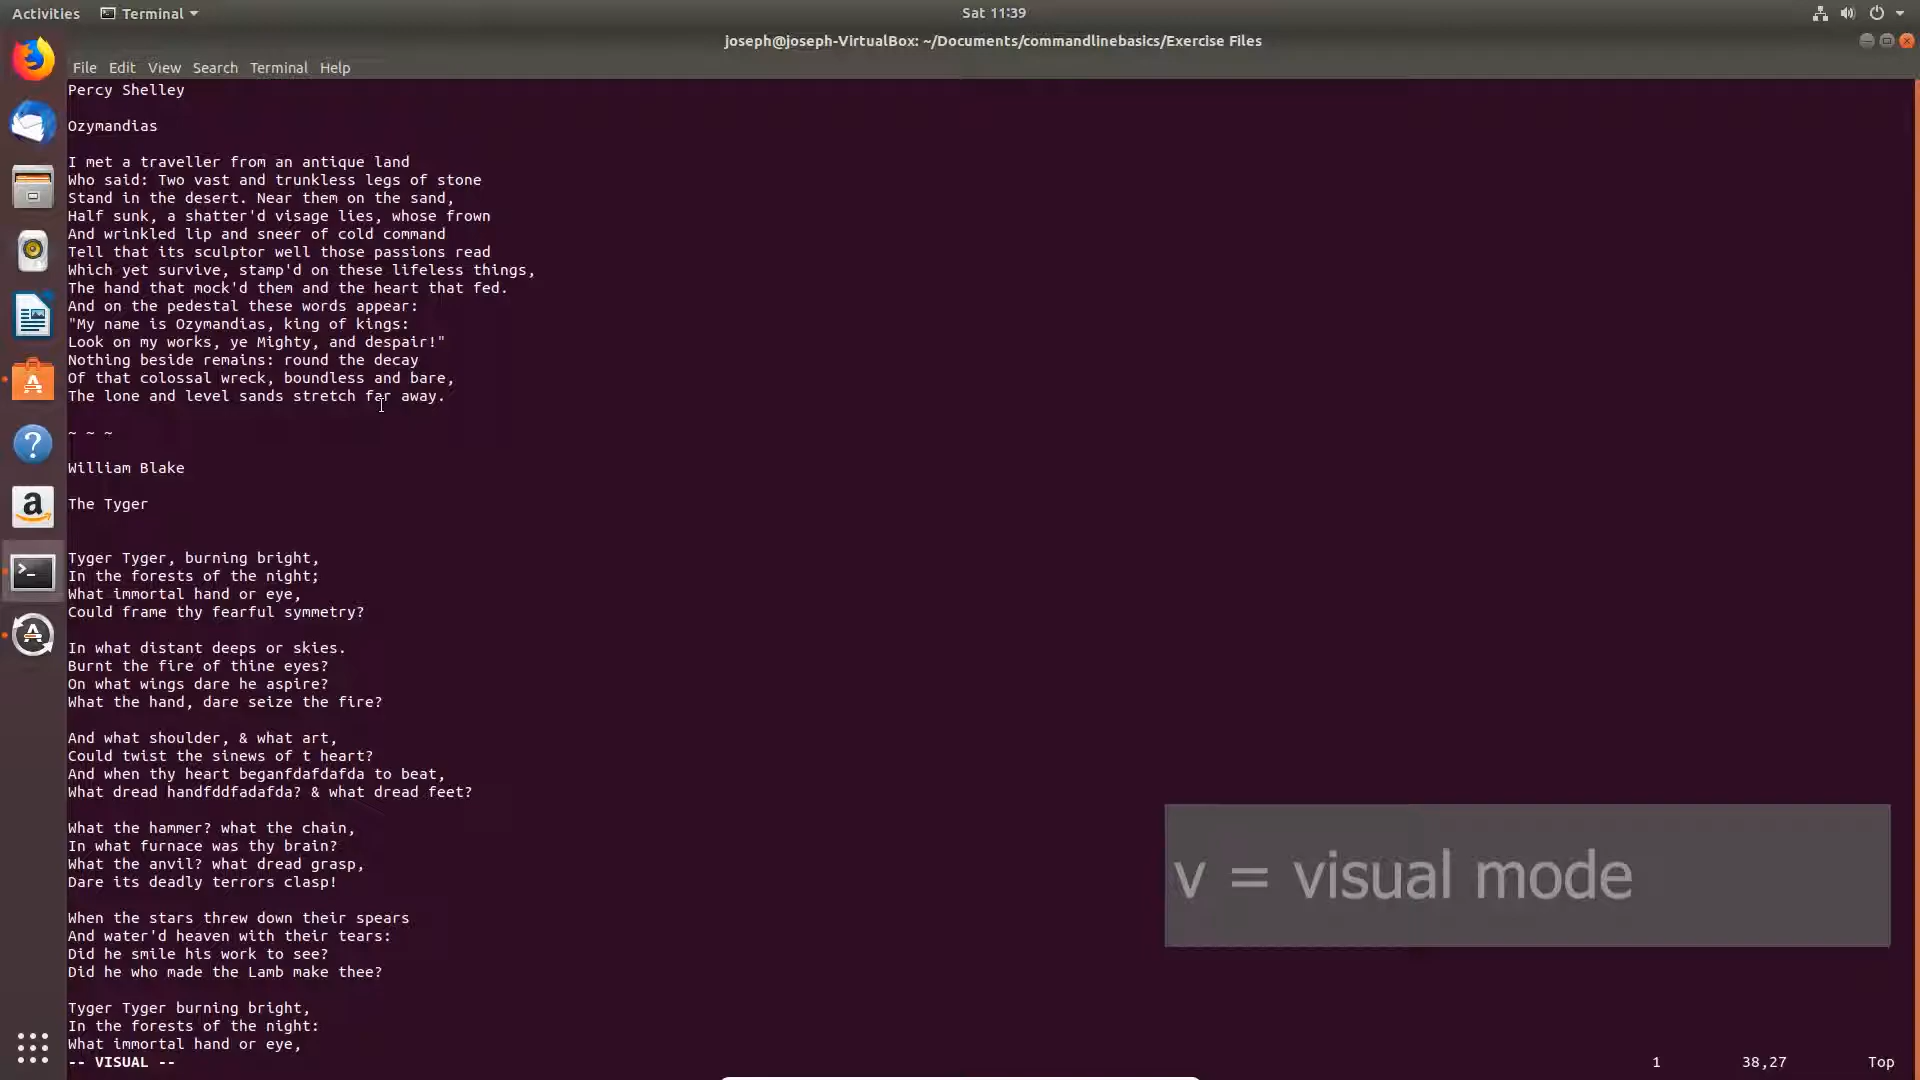 Activities Terminal Sat 11:39
joseph@joseph-VirtualBox: ~/Documents/commandlinebasics/Exercise Files
File Edit View Search Terminal Help
Percy Shelley
Ozymandias
I met a traveller from an antique land
Who said: Two vast and trunkless legs of stone
Stand in the desert. Near them on the sand,
Half sunk, a shatter'd visage lies, whose frown
And wrinkled lip and sneer of cold command
Tell that its sculptor well those passions read
Which yet survive, stamp'd on these lifeless things,
The hand that mock'd them and the heart that fed.
And on the pedestal these words appear:
"My name is Ozymandias, king of kings:
Look on my works, ye Mighty, and despair!"
Nothing beside remains: round the decay
Of that colossal wreck, boundless and bare,
The lone and level sands stretch far away.
~ ~ ~
William Blake
The Tyger
Tyger Tyger, burning bright,
In the forests of the night;
What immortal hand or eye,
Could frame thy fearful symmetry?
In what distant deeps or skies.
Burnt the fire of thine eyes?
On what wings dare he aspire?
What the hand, dare seize the fire?
And what shoulder, & what art,
Could twist the sinews of t heart?
And when thy heart beganfdafdafda to beat,
What dread handfddfadafda? & what dread feet?
What the hammer? what the chain,
In what furnace was thy brain?
What the anvil? what dread grasp,
Dare its deadly terrors clasp!
When the stars threw down their spears
And water'd heaven with their tears:
Did he smile his work to see?
Did he who made the Lamb make thee?
Tyger Tyger burning bright,
In the forests of the night:
What immortal hand or eye,
-- VISUAL -- 1 38,27 Top
v = visual mode